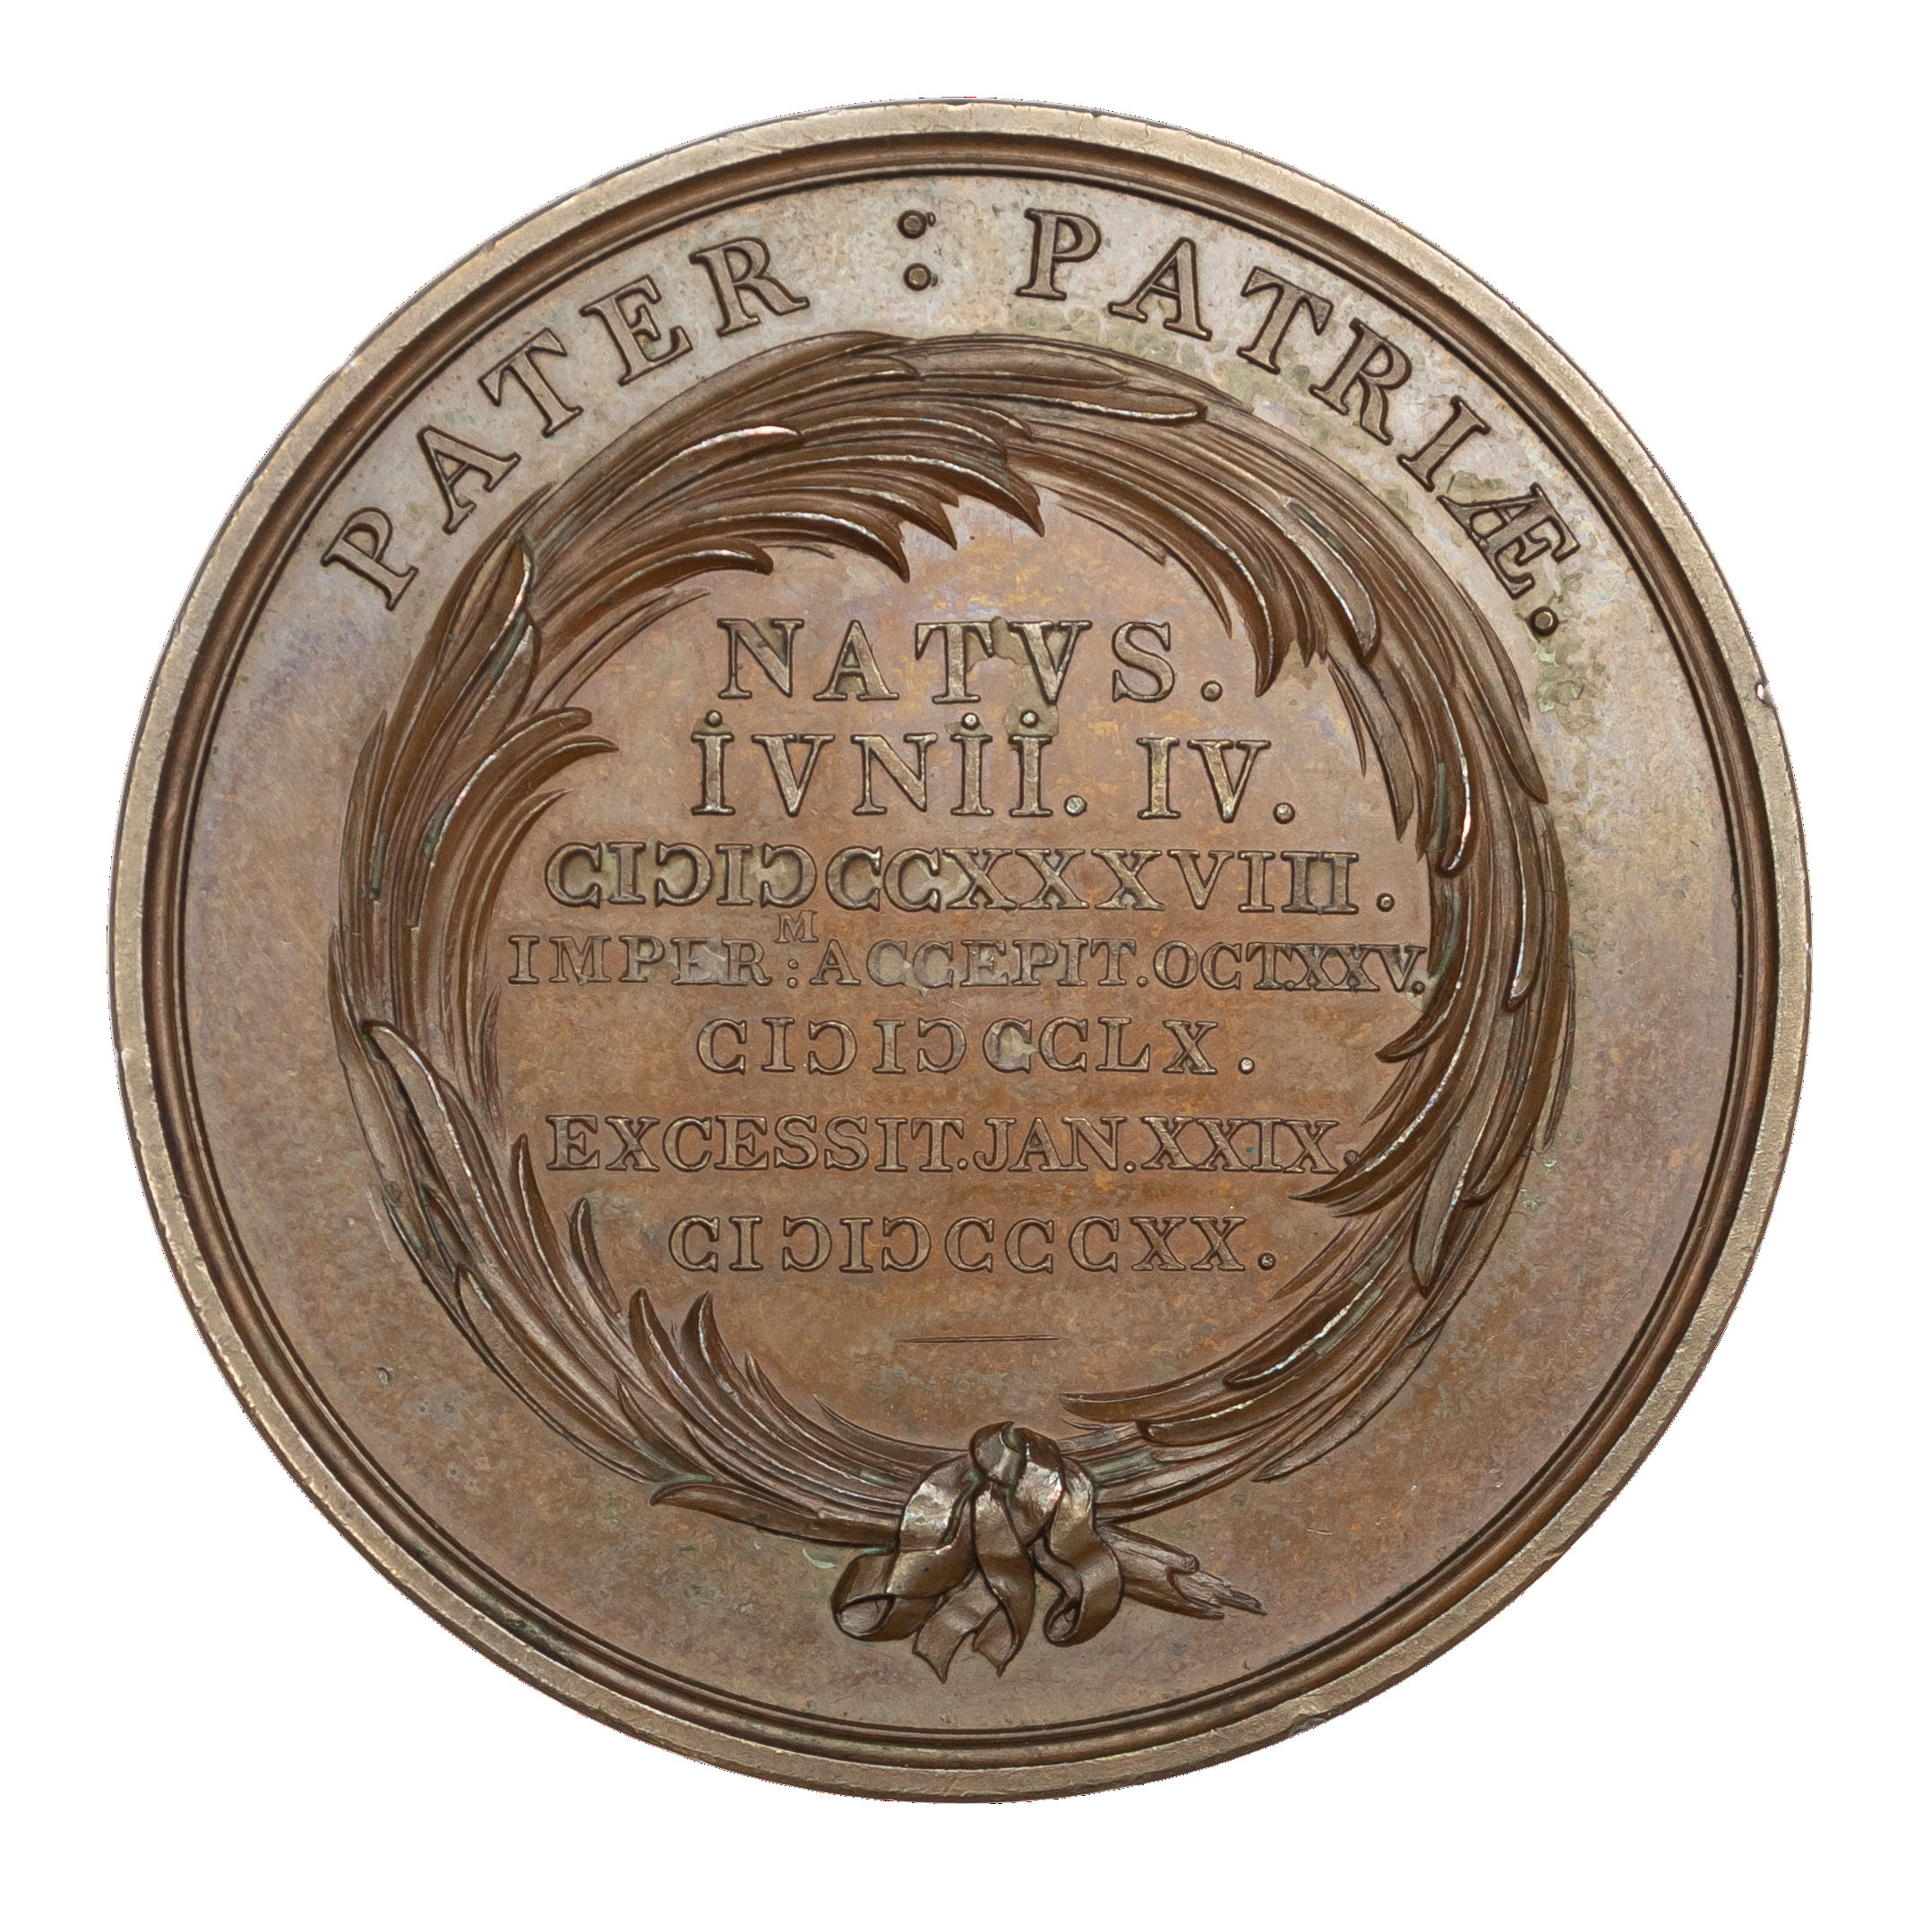 PATER : PATRIÆ.
NATVS.
IVNII. IV.
CIƆIƆCCXXXVIII.
IMPER:ᴹ ACCEPIT.OCT.XXV.
CIƆIƆCCLX.
EXCESSIT.JAN.XXIX.
CIƆIƆCCCXX.